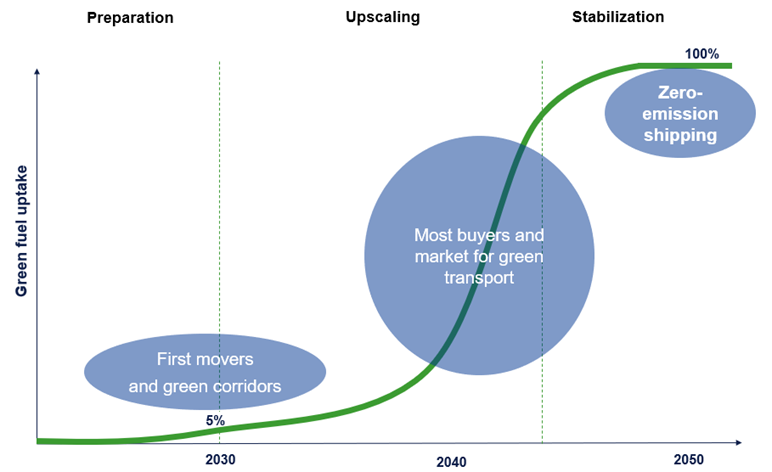 Preparation
Upscaling
Stabilization
100%
Zero-
emission
shipping
Green fuel uptake
Most buyers and
market for green
transport
First movers
and green corridors
5%
2030
2040
2050